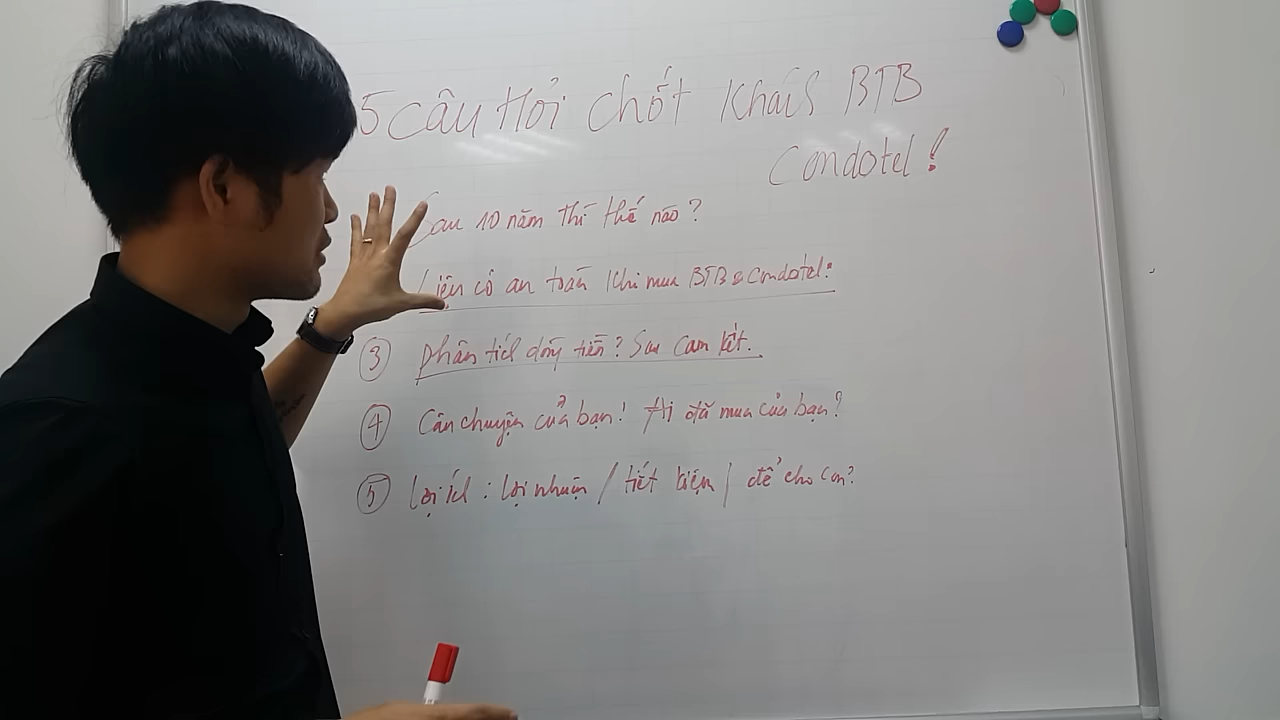 5 Câu Hỏi Chốt Khách BTB
Condotel!
Sau 10 năm thì thế nào?
có an toàn khi mua BTB & Condotel?
③ phân tích dòng tiền? Sau Cam kết.
④ Câu chuyện của bạn! Ai đã mua của bạn?
⑤ Lợi ích : lợi nhuận / tiết kiệm / để cho con?